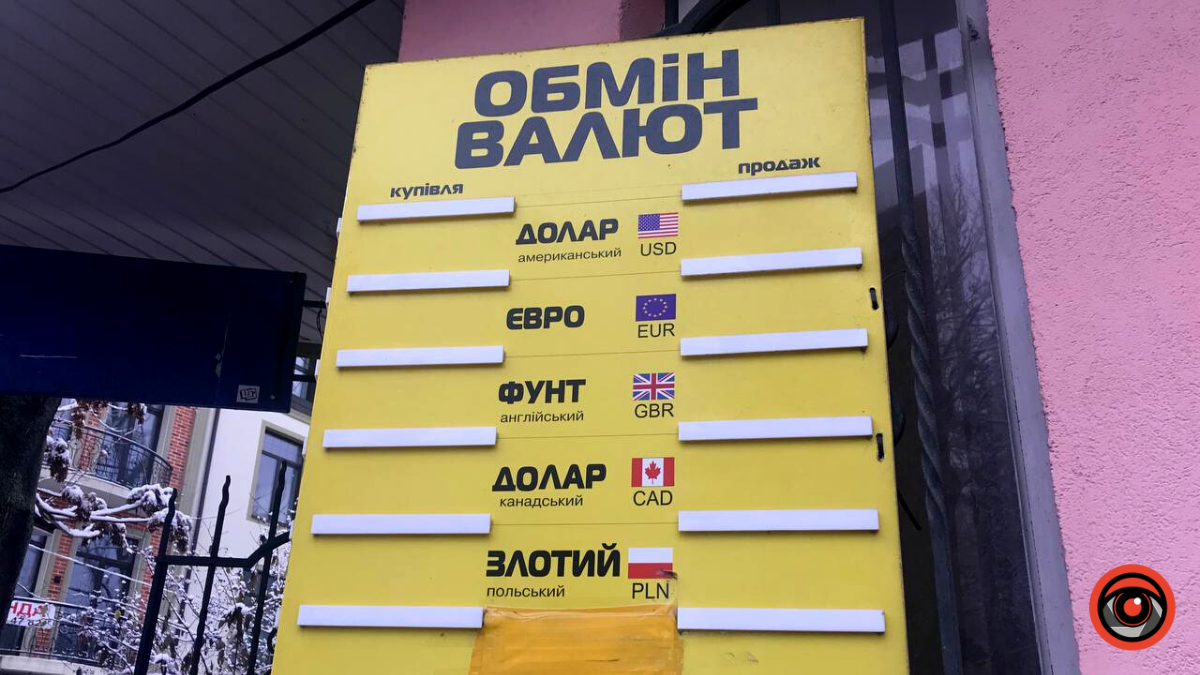 ОБМіН
ВАЛЮТ
купівля
продаж
ДОЛАР
американський
USD
ЄВРО
EUR
ФУНТ
англійський
GBR
ДОЛАР
канадський
CAD
ЗЛОТИЙ
польський
PLN